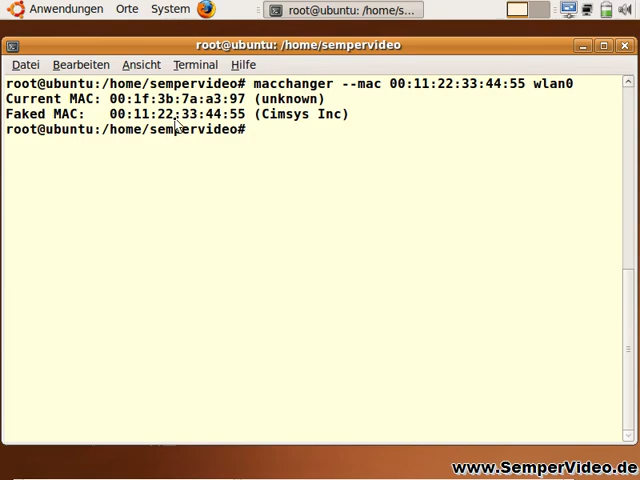 Anwendungen Orte System root@ubuntu: /home/s...
root@ubuntu: /home/sempervideo
Datei Bearbeiten Ansicht Terminal Hilfe
root@ubuntu:/home/sempervideo# macchanger --mac 00:11:22:33:44:55 wlan0
Current MAC: 00:1f:3b:7a:a3:97 (unknown)
Faked MAC:   00:11:22:33:44:55 (Cimsys Inc)
root@ubuntu:/home/sempervideo#
www.SemperVideo.de